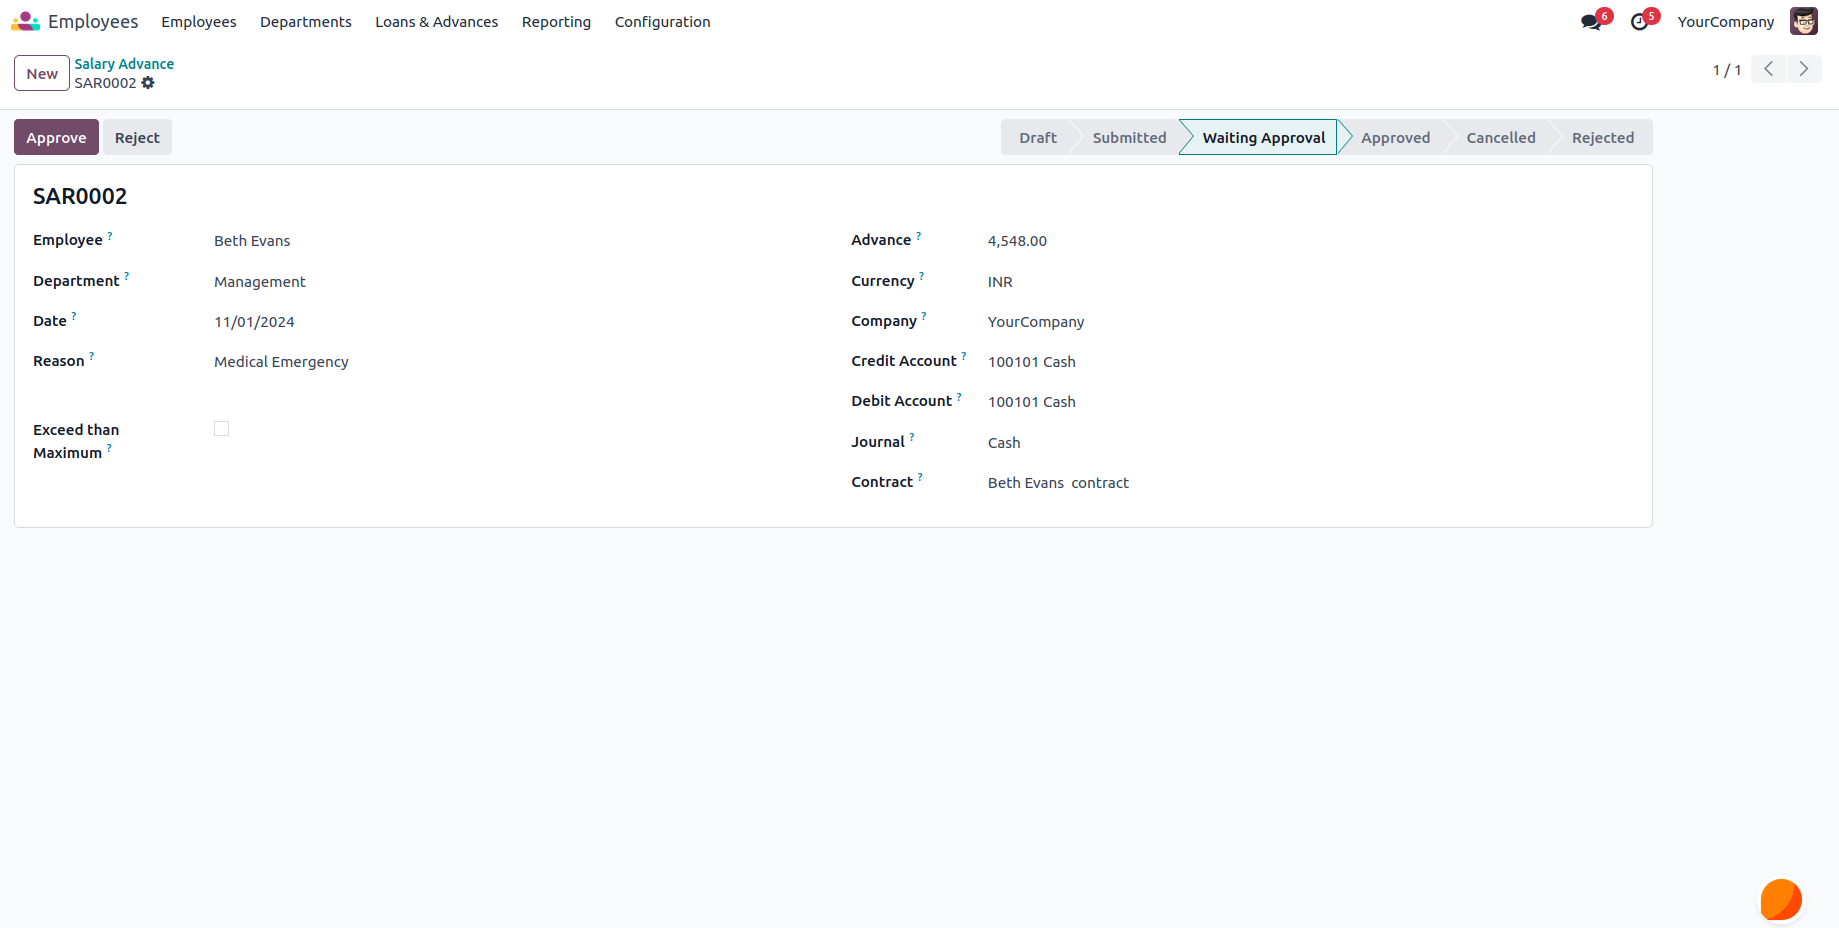 Employees Employees Departments Loans & Advances Reporting Configuration 6 5 YourCompany
New Salary Advance
SAR0002
1 / 1
Approve Reject Draft Submitted Waiting Approval Approved Cancelled Rejected
SAR0002
Employee ? Beth Evans Advance ? 4,548.00
Department ? Management Currency ? INR
Date ? 11/01/2024 Company ? YourCompany
Reason ? Medical Emergency Credit Account ? 100101 Cash
Debit Account ? 100101 Cash
Exceed than
Maximum ?
Journal ? Cash
Contract ? Beth Evans  contract